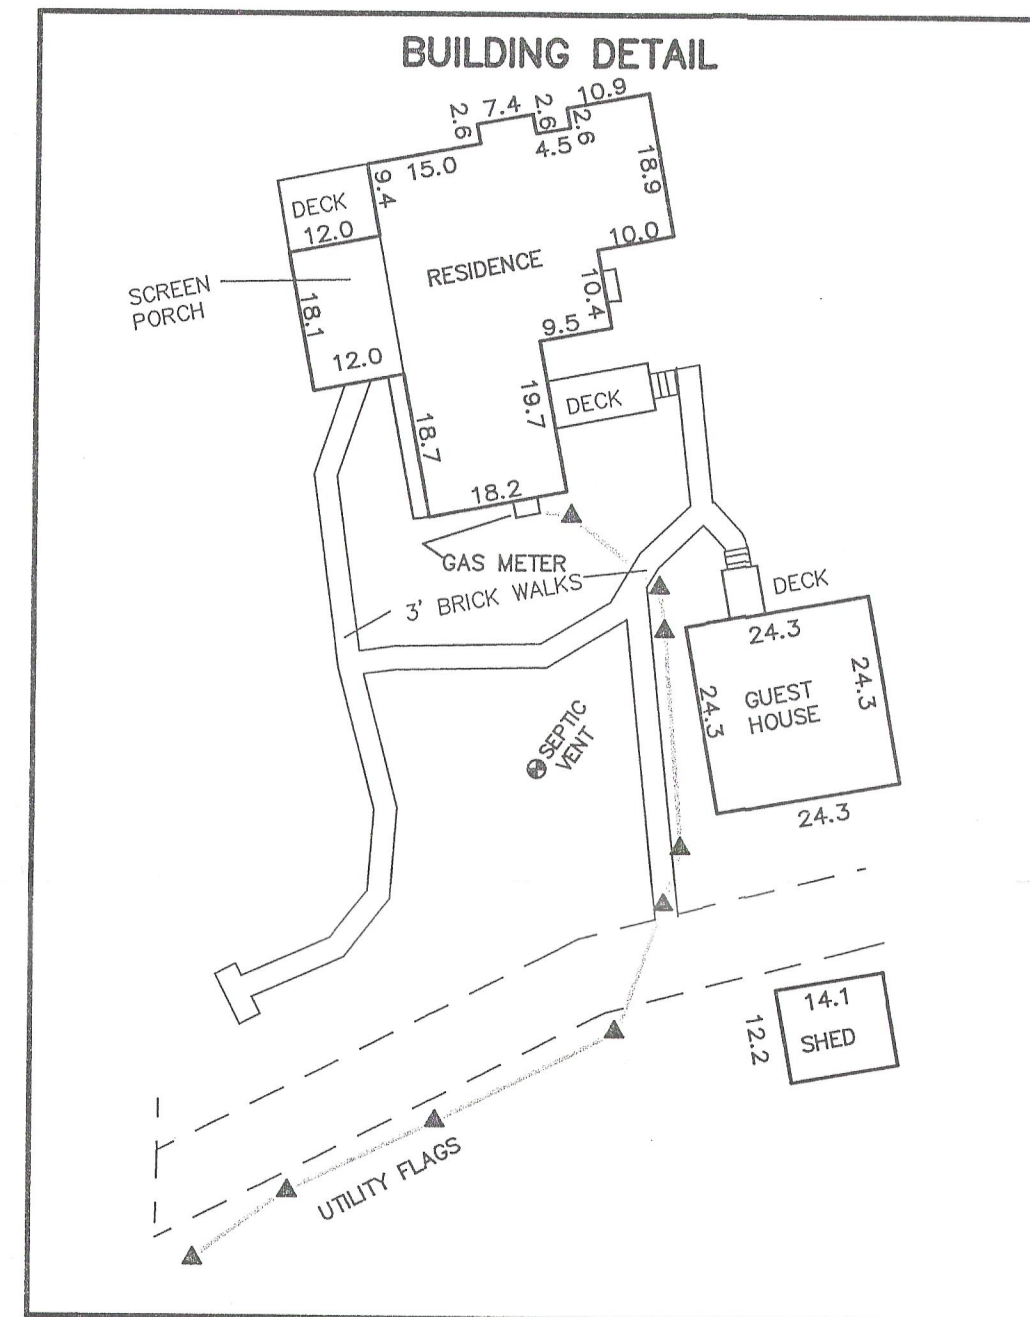 BUILDING DETAIL
10.9
2.6
7.4
2.6
2.6
4.5
15.0
9.4
18.9
DECK
12.0
10.0
RESIDENCE
SCREEN
PORCH
18.1
10.4
9.5
12.0
19.7
DECK
18.7
18.2
GAS METER
3' BRICK WALKS
DECK
24.3
24.3
GUEST
HOUSE
24.3
SEPTIC
VENT
24.3
14.1
12.2
SHED
UTILITY FLAGS